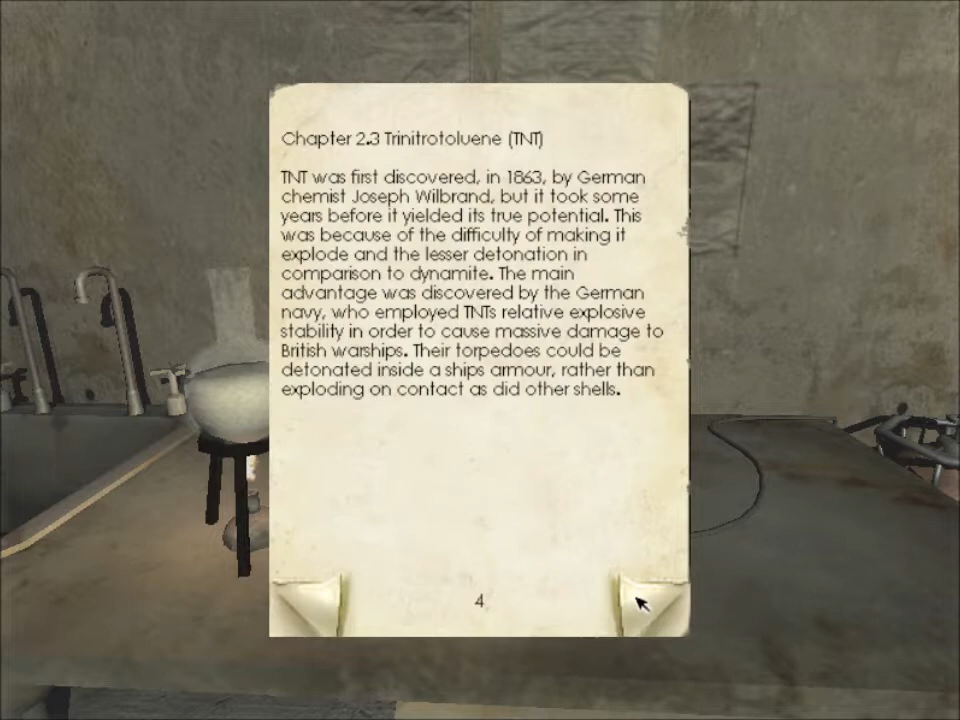 Chapter 2.3 Trinitrotoluene (TNT)
TNT was first discovered, in 1863, by German
chemist Joseph Wilbrand, but it took some
years before it yielded its true potential. This
was because of the difficulty of making it
explode and the lesser detonation in
comparison to dynamite. The main
advantage was discovered by the German
navy, who employed TNTs relative explosive
stability in order to cause massive damage to
British warships. Their torpedoes could be
detonated inside a ships armour, rather than
exploding on contact as did other shells.
4